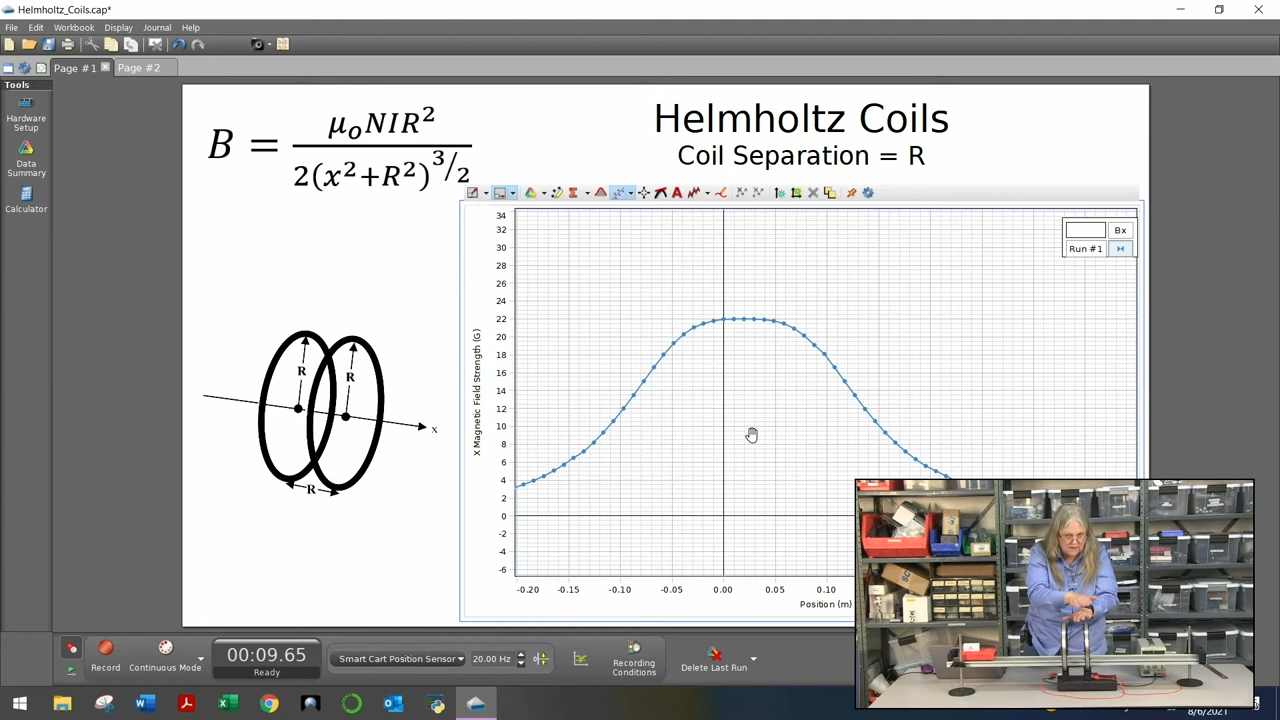 Helmholtz_Coils.cap*
File Edit Workbook Display Journal Help
Page #1 Page #2
Tools
Hardware
Setup
Data
Summary
Calculator
B = μoNIR² / 2(x²+R²)^3/2
Helmholtz Coils
Coil Separation = R
Bx
Run #1
34
32
30
28
26
24
22
20
18
16
14
12
10
8
6
4
2
0
-2
-4
-6
X Magnetic Field Strength (G)
-0.20 -0.15 -0.10 -0.05 0.00 0.05 0.10
Position (m)
R R
x
R
Record
Continuous Mode
00:09.65
Ready
Smart Cart Position Sensor
20.00 Hz
Recording
Conditions
Delete Last Run
8/6/2021